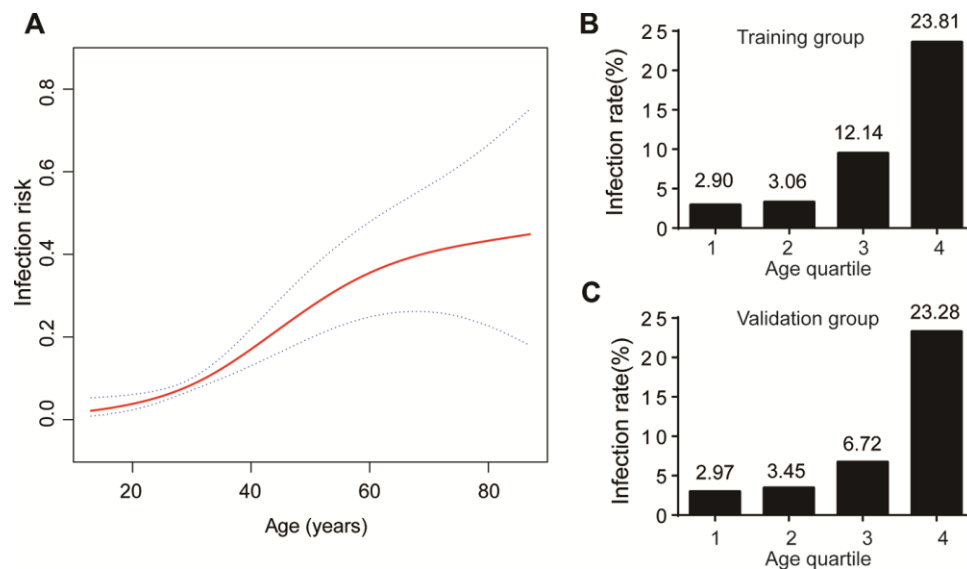 A
Infection risk
0.8
0.6
0.4
0.2
0.0
20 40 60 80
Age (years)
B
Training group
Infection rate(%)
25
20
15
10
5
0
2.90
3.06
12.14
23.81
1 2 3 4
Age quartile
C
Validation group
Infection rate(%)
25
20
15
10
5
0
2.97
3.45
6.72
23.28
1 2 3 4
Age quartile